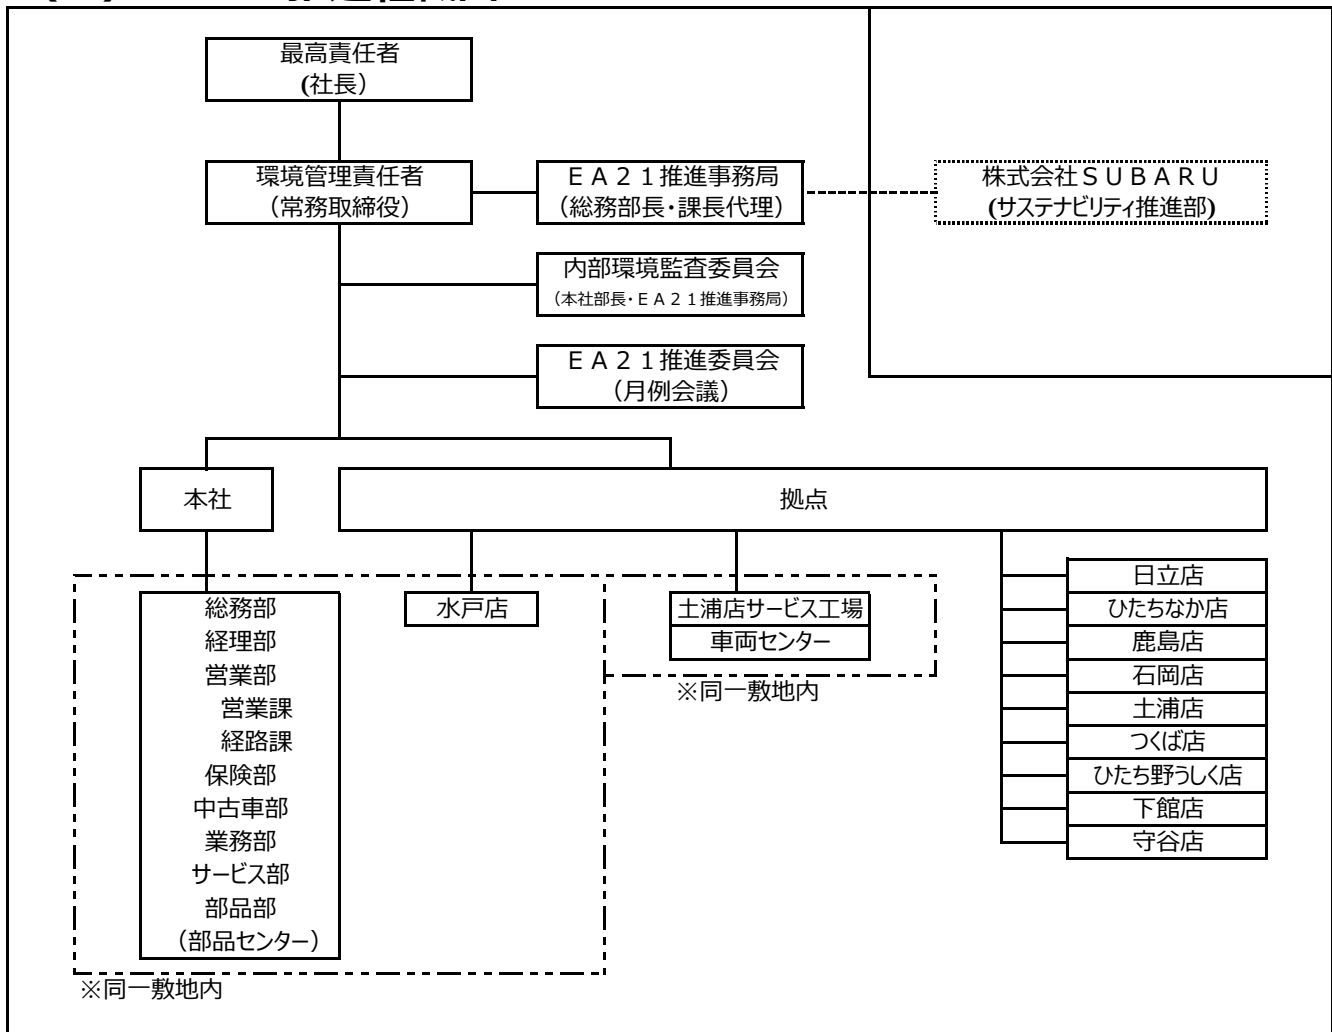 最高責任者
(社長）
環境管理責任者
（常務取締役）
ＥＡ２１推進事務局
（総務部長・課長代理）
株式会社ＳＵＢＡＲＵ
(サステナビリティ推進部)
内部環境監査委員会
（本社部長・ＥＡ２１推進事務局）
ＥＡ２１推進委員会
（月例会議）
本社
拠点
総務部
経理部
営業部
営業課
経路課
保険部
中古車部
業務部
サービス部
部品部
（部品センター）
※同一敷地内
水戸店
土浦店サービス工場
車両センター
※同一敷地内
日立店
ひたちなか店
鹿島店
石岡店
土浦店
つくば店
ひたち野うしく店
下館店
守谷店